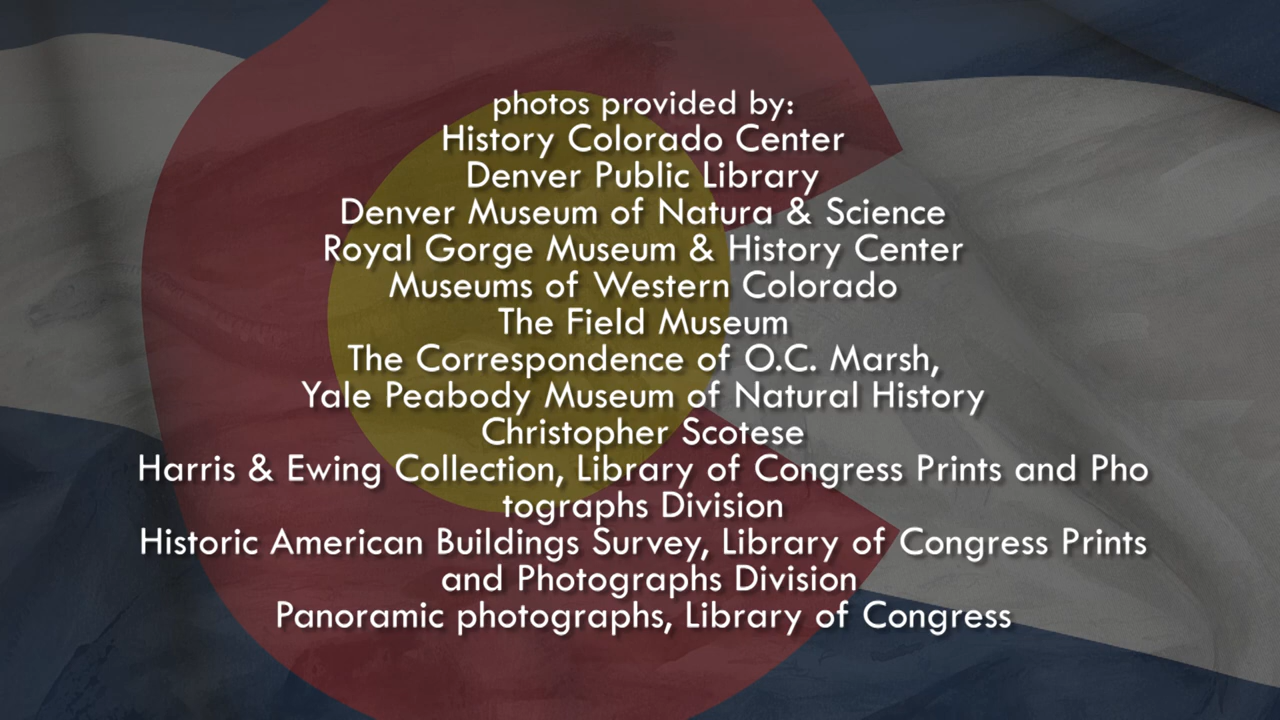 photos provided by:
History Colorado Center
Denver Public Library
Denver Museum of Natura & Science
Royal Gorge Museum & History Center
Museums of Western Colorado
The Field Museum
The Correspondence of O.C. Marsh,
Yale Peabody Museum of Natural History
Christopher Scotese
Harris & Ewing Collection, Library of Congress Prints and Pho
tographs Division
Historic American Buildings Survey, Library of Congress Prints
and Photographs Division
Panoramic photographs, Library of Congress